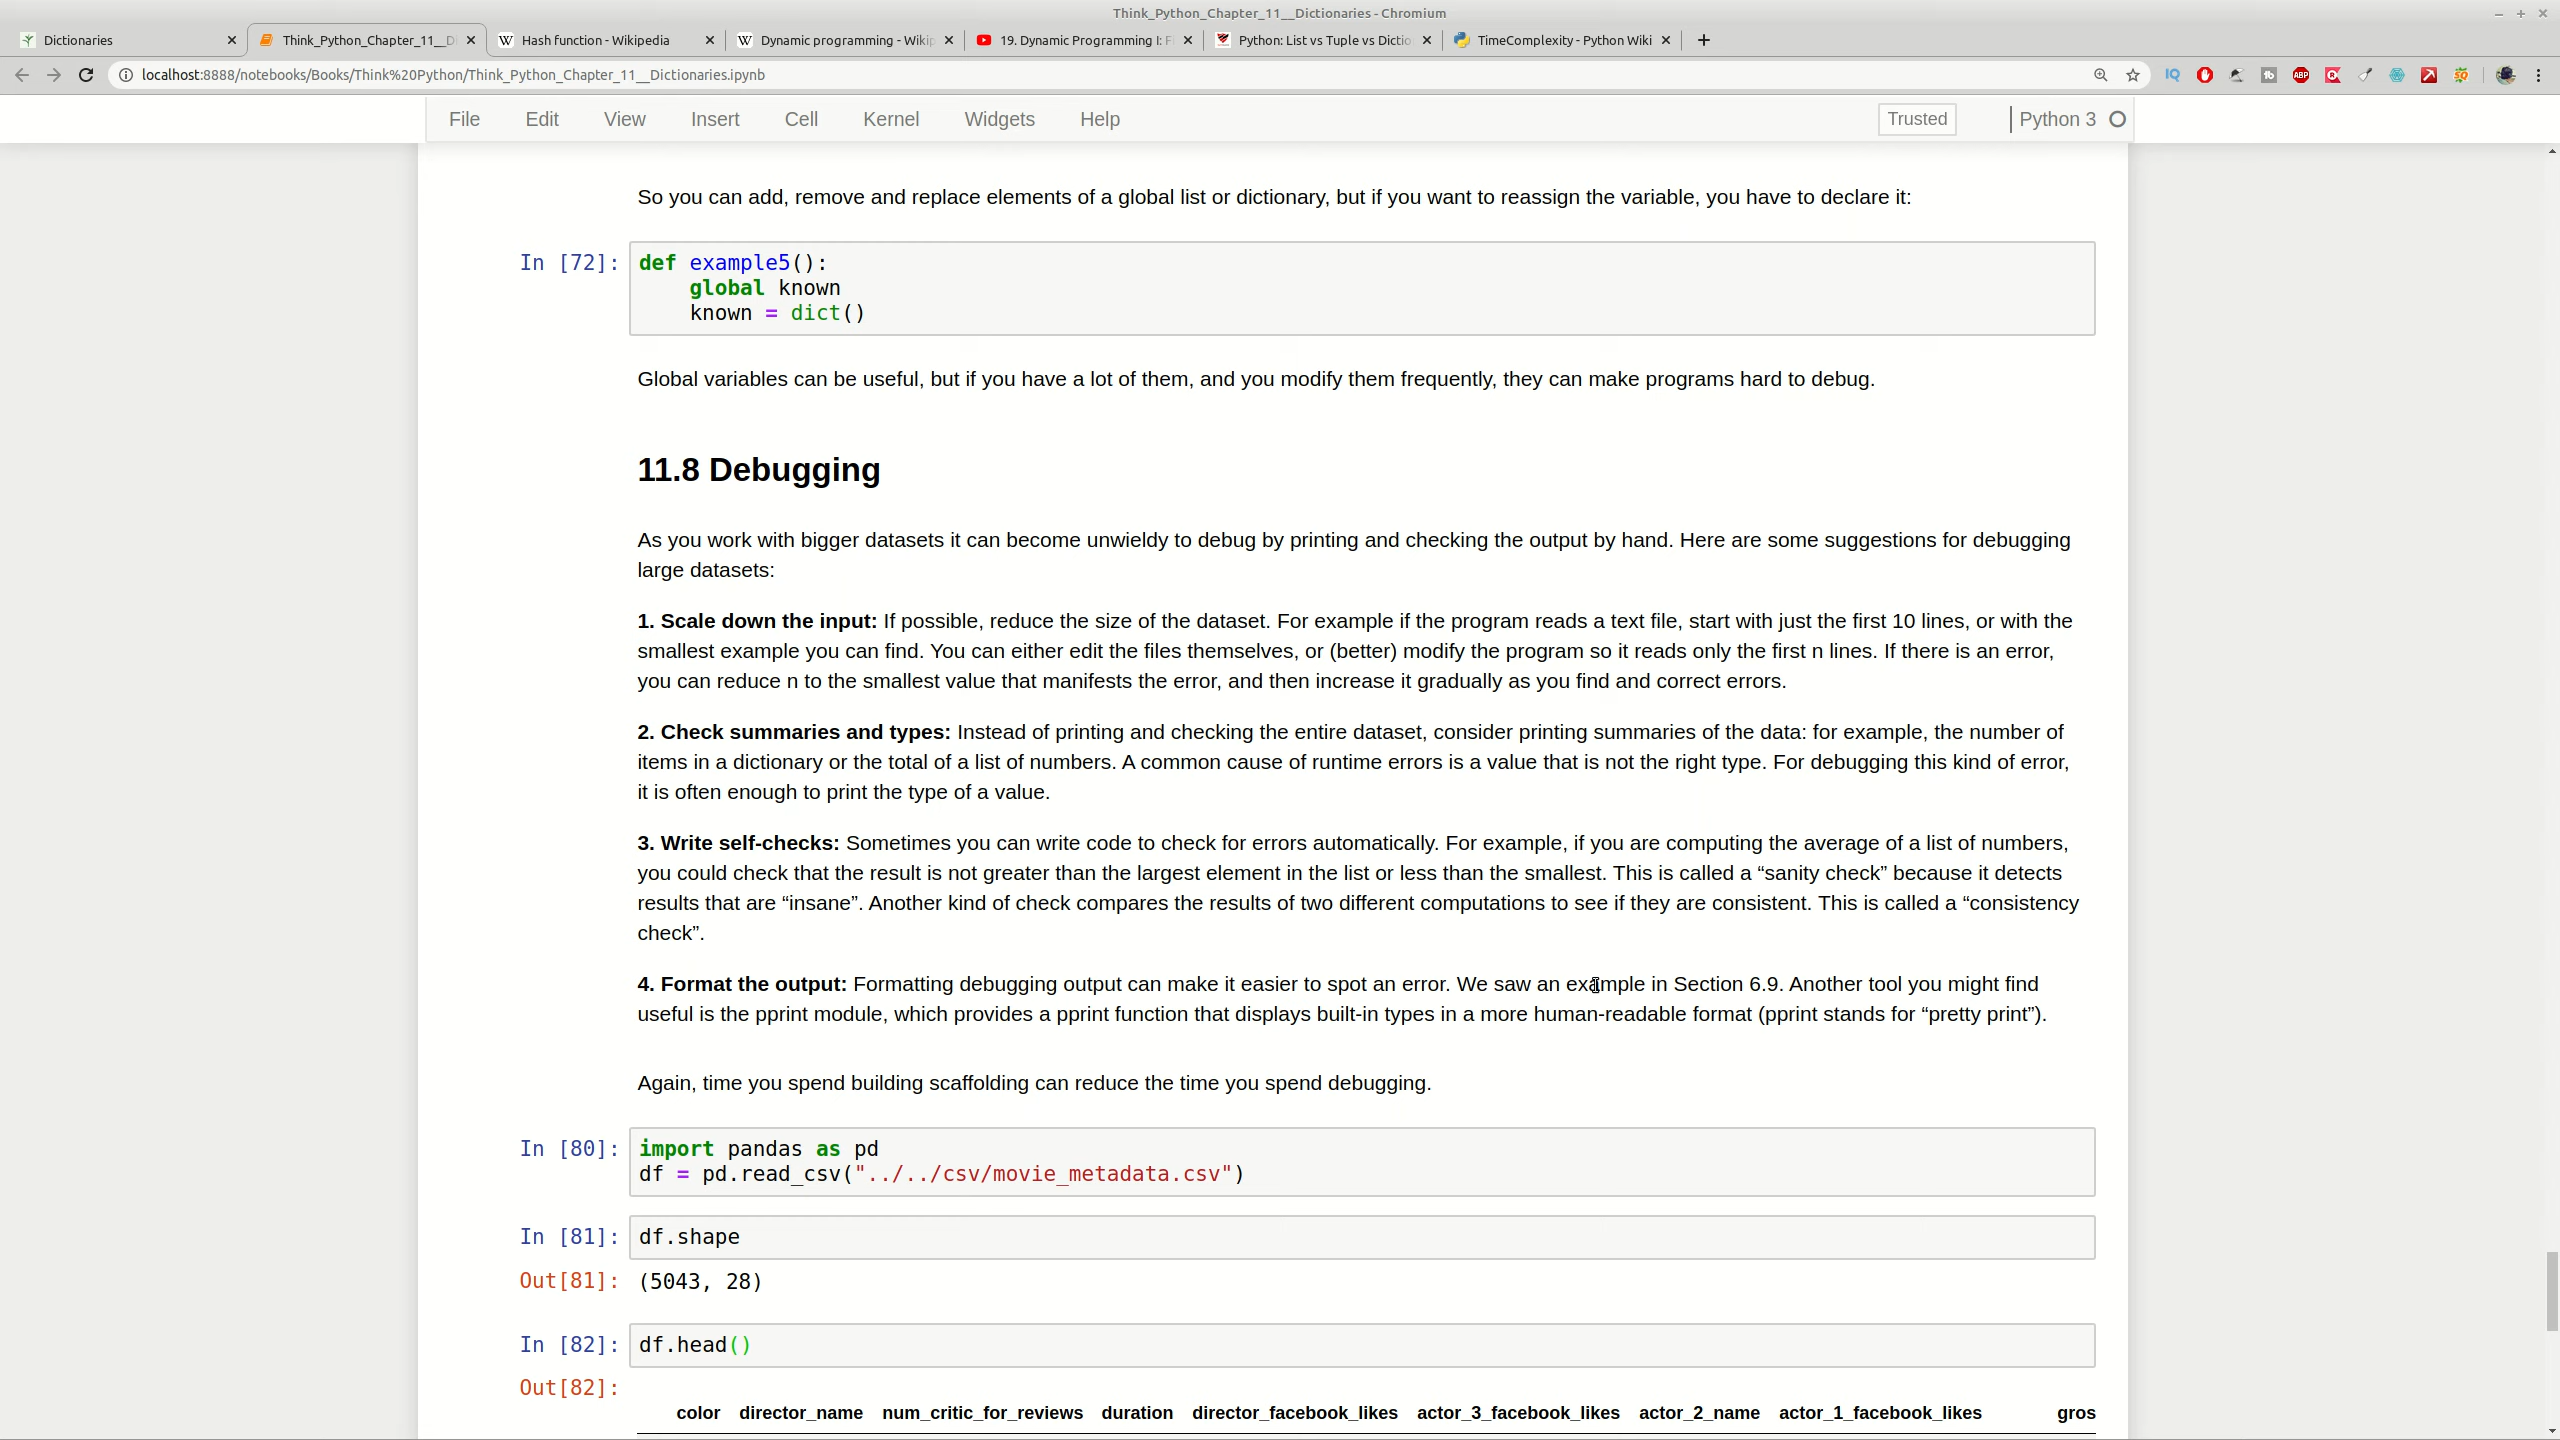 Think_Python_Chapter_11__Dictionaries - Chromium
Dictionaries
Think_Python_Chapter_11__D
Hash function - Wikipedia
Dynamic programming - Wikip
19. Dynamic Programming I: F
Python: List vs Tuple vs Dictio
TimeComplexity - Python Wiki
localhost:8888/notebooks/Books/Think%20Python/Think_Python_Chapter_11__Dictionaries.ipynb
File Edit View Insert Cell Kernel Widgets Help Trusted Python 3
So you can add, remove and replace elements of a global list or dictionary, but if you want to reassign the variable, you have to declare it:
In [72]: def example5():
global known
known = dict()
Global variables can be useful, but if you have a lot of them, and you modify them frequently, they can make programs hard to debug.
11.8 Debugging
As you work with bigger datasets it can become unwieldy to debug by printing and checking the output by hand. Here are some suggestions for debugging
large datasets:
1. Scale down the input: If possible, reduce the size of the dataset. For example if the program reads a text file, start with just the first 10 lines, or with the
smallest example you can find. You can either edit the files themselves, or (better) modify the program so it reads only the first n lines. If there is an error,
you can reduce n to the smallest value that manifests the error, and then increase it gradually as you find and correct errors.
2. Check summaries and types: Instead of printing and checking the entire dataset, consider printing summaries of the data: for example, the number of
items in a dictionary or the total of a list of numbers. A common cause of runtime errors is a value that is not the right type. For debugging this kind of error,
it is often enough to print the type of a value.
3. Write self-checks: Sometimes you can write code to check for errors automatically. For example, if you are computing the average of a list of numbers,
you could check that the result is not greater than the largest element in the list or less than the smallest. This is called a “sanity check” because it detects
results that are “insane”. Another kind of check compares the results of two different computations to see if they are consistent. This is called a “consistency
check”.
4. Format the output: Formatting debugging output can make it easier to spot an error. We saw an example in Section 6.9. Another tool you might find
useful is the pprint module, which provides a pprint function that displays built-in types in a more human-readable format (pprint stands for “pretty print”).
Again, time you spend building scaffolding can reduce the time you spend debugging.
In [80]: import pandas as pd
df = pd.read_csv("../../csv/movie_metadata.csv")
In [81]: df.shape
Out[81]: (5043, 28)
In [82]: df.head()
Out[82]:
color director_name num_critic_for_reviews duration director_facebook_likes actor_3_facebook_likes actor_2_name actor_1_facebook_likes gros